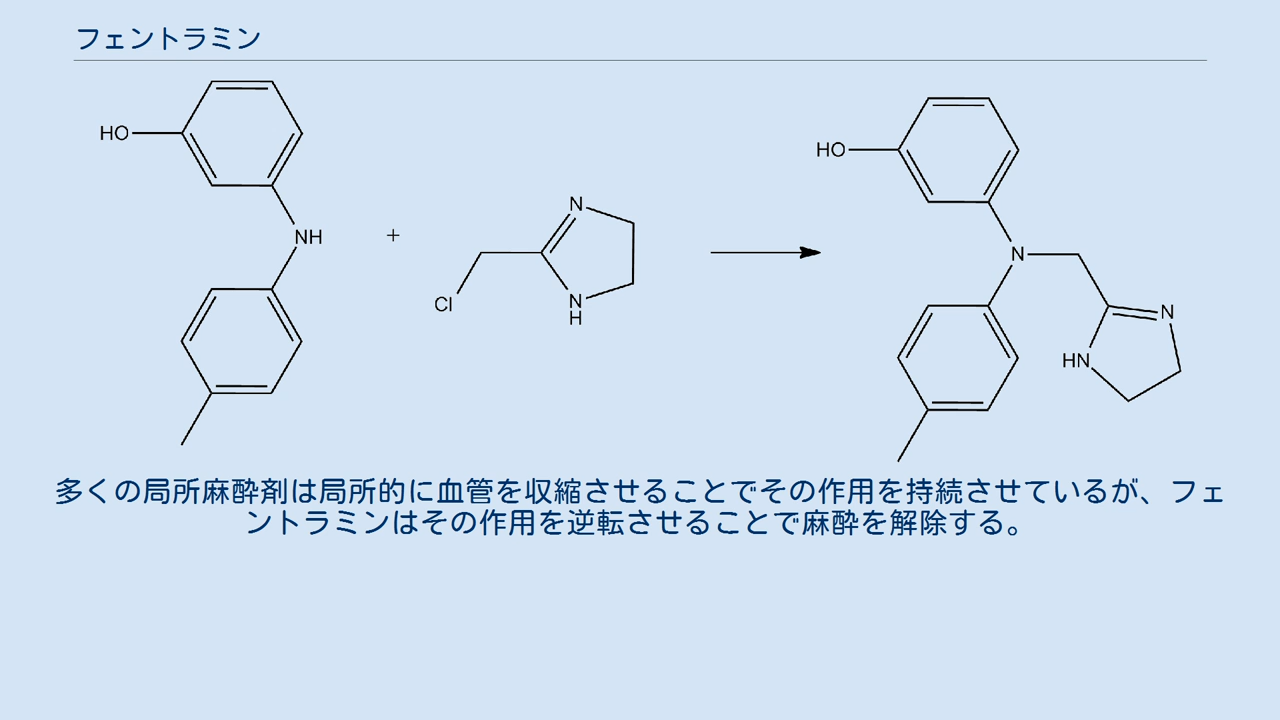 フェントラミン
HO
NH
+
Cl
N
N
H
HO
N
N
HN
多くの局所麻酔剤は局所的に血管を収縮させることでその作用を持続させているが、フェ
ントラミンはその作用を逆転させることで麻酔を解除する。